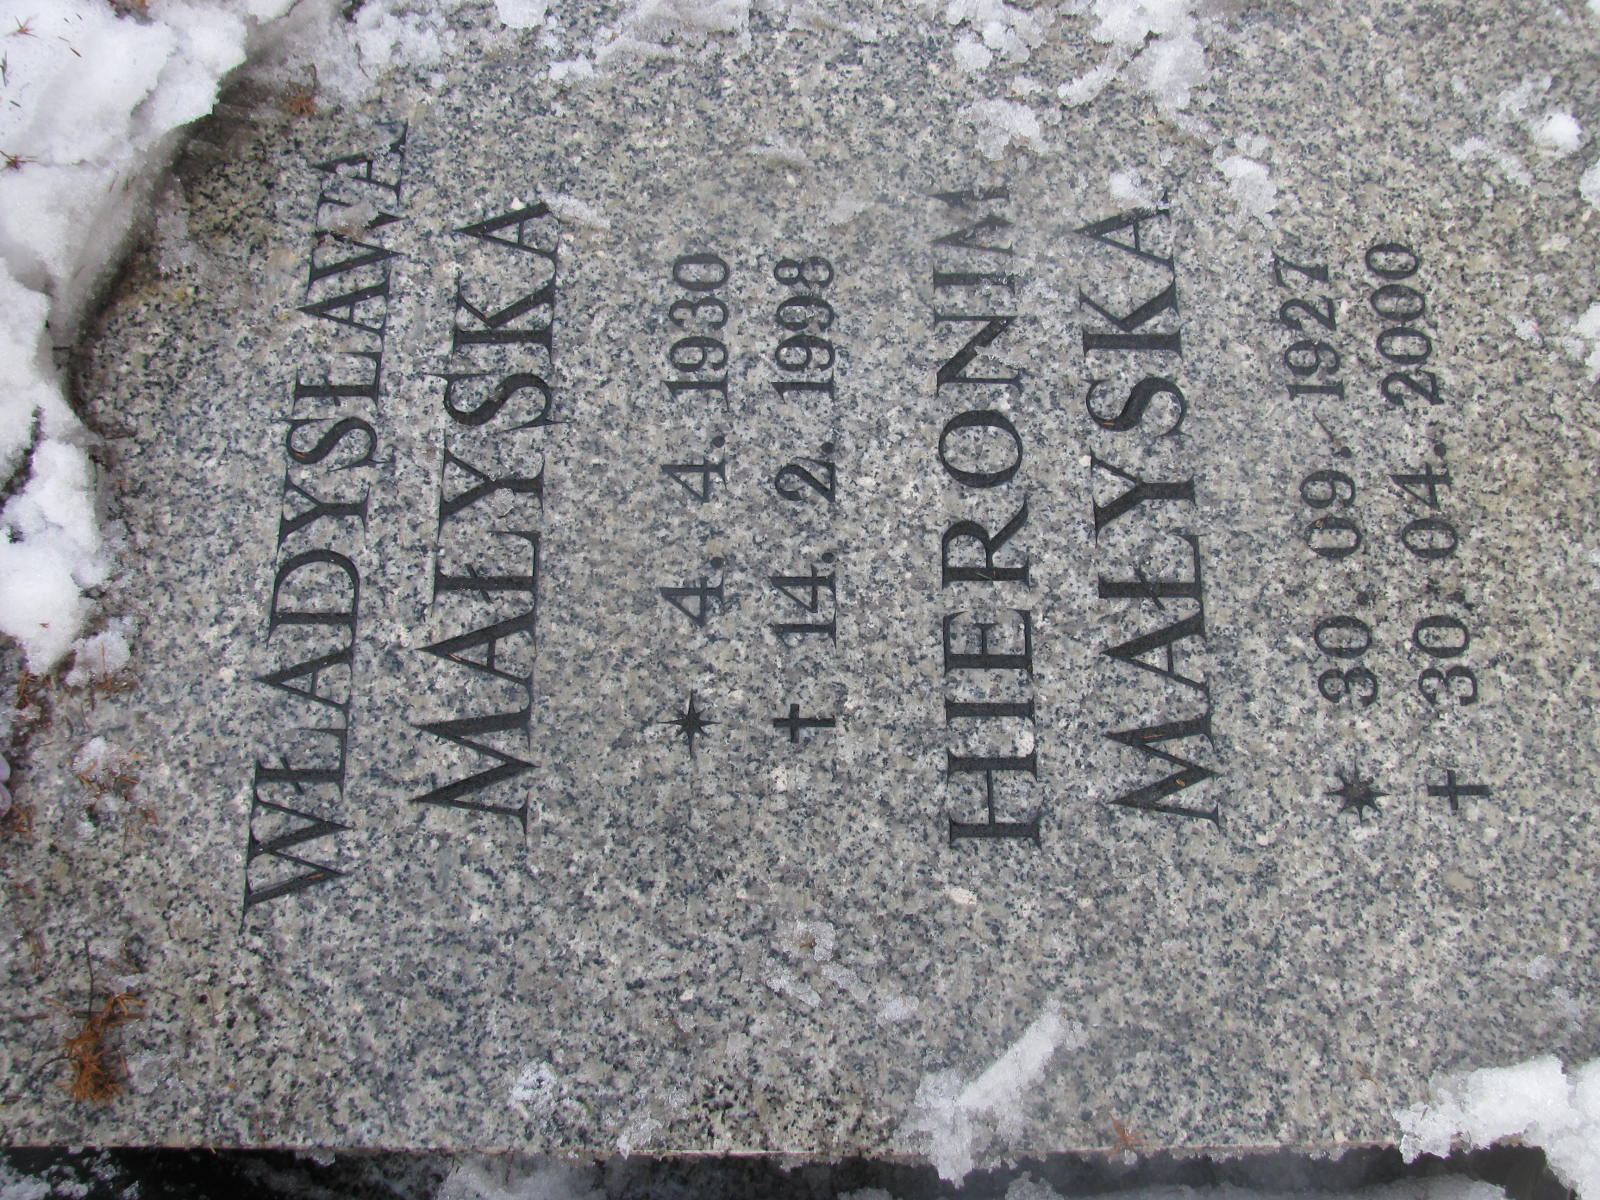 WŁADYSŁAWA
MAŁYSKA
* 4. 4. 1930
† 14. 2. 1998
HIERONIM
MAŁYSKA
* 30. 09. 1927
† 30 04. 2000